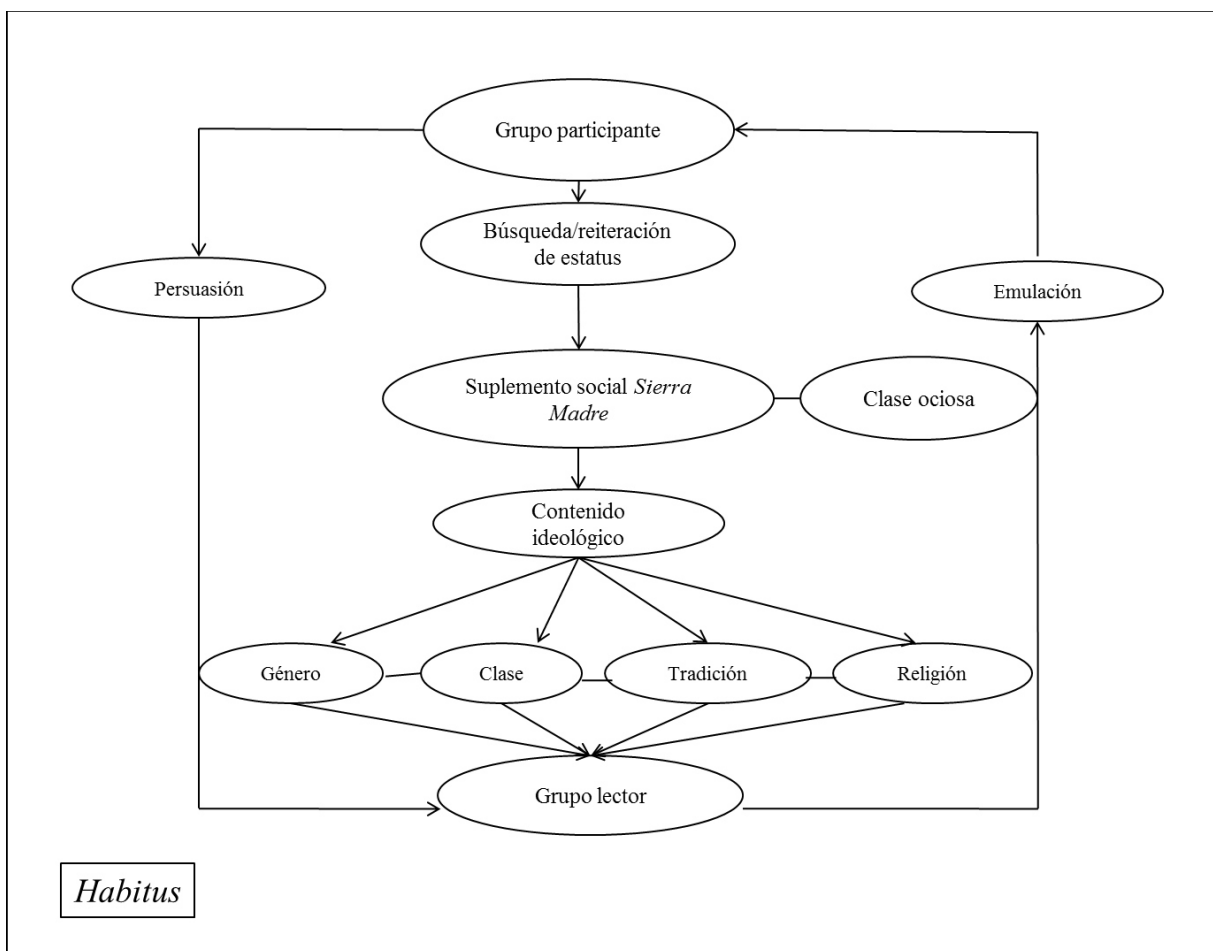 Grupo participante
Búsqueda/reiteración
de estatus
Persuasión
Emulación
Suplemento social Sierra
Madre
Clase ociosa
Contenido
ideológico
Género
Clase
Tradición
Religión
Grupo lector
Habitus